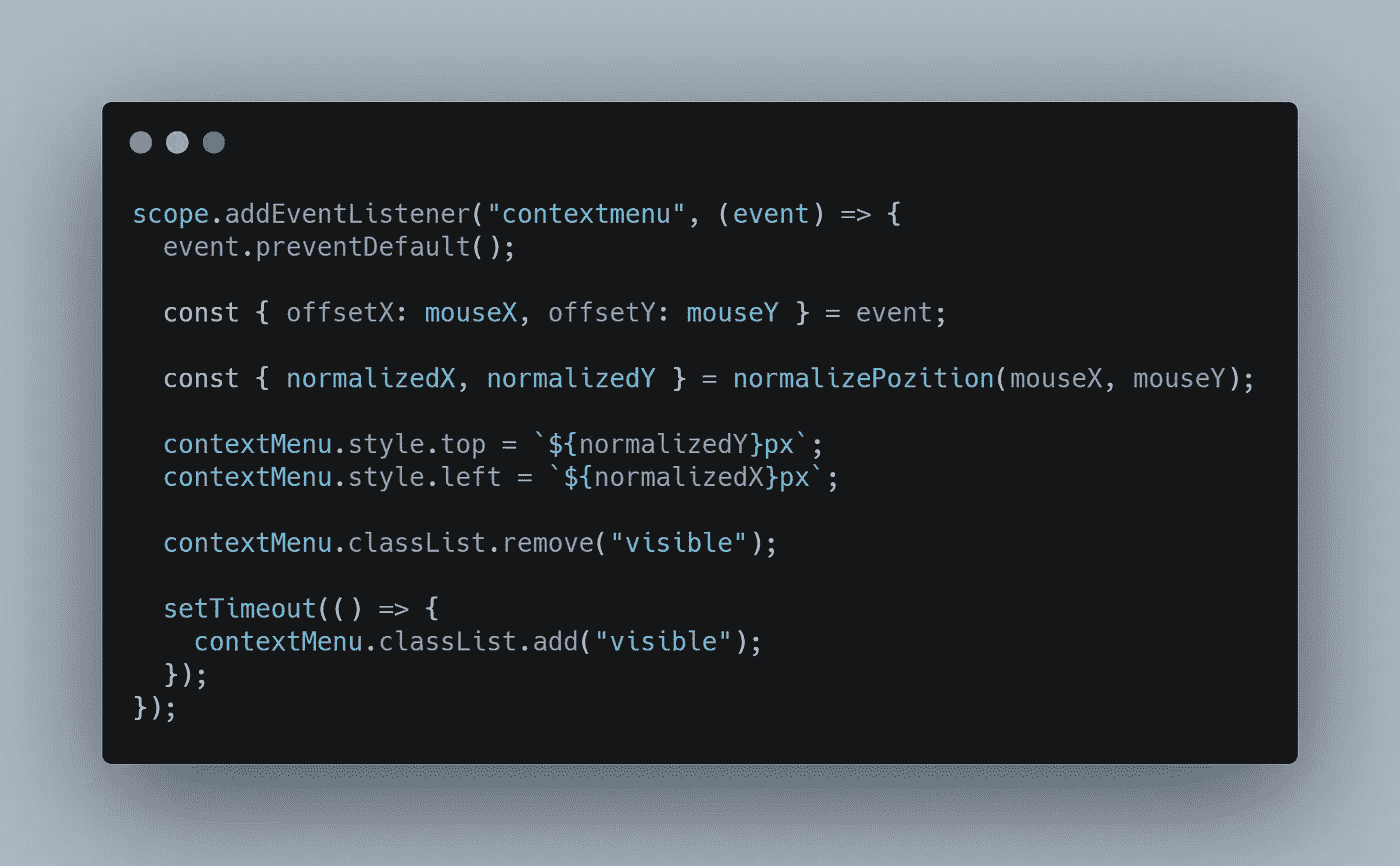 scope.addEventListener("contextmenu", (event) => {
  event.preventDefault();

  const { offsetX: mouseX, offsetY: mouseY } = event;

  const { normalizedX, normalizedY } = normalizePozition(mouseX, mouseY);

  contextMenu.style.top = `${normalizedY}px`;
  contextMenu.style.left = `${normalizedX}px`;

  contextMenu.classList.remove("visible");

  setTimeout(() => {
    contextMenu.classList.add("visible");
  });
});